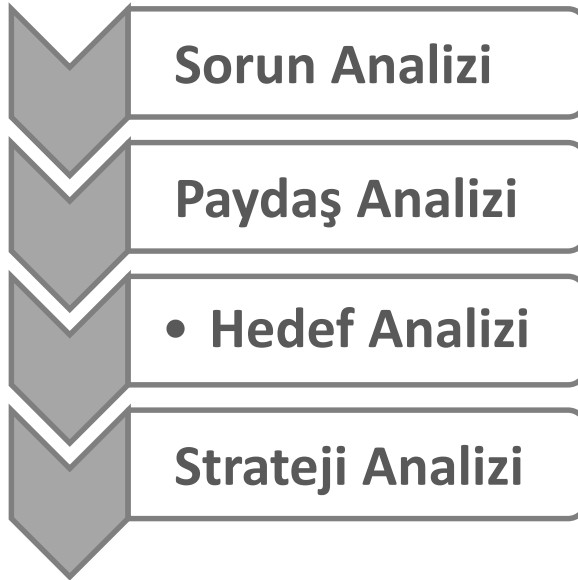 Sorun Analizi
Paydaş Analizi
• Hedef Analizi
Strateji Analizi